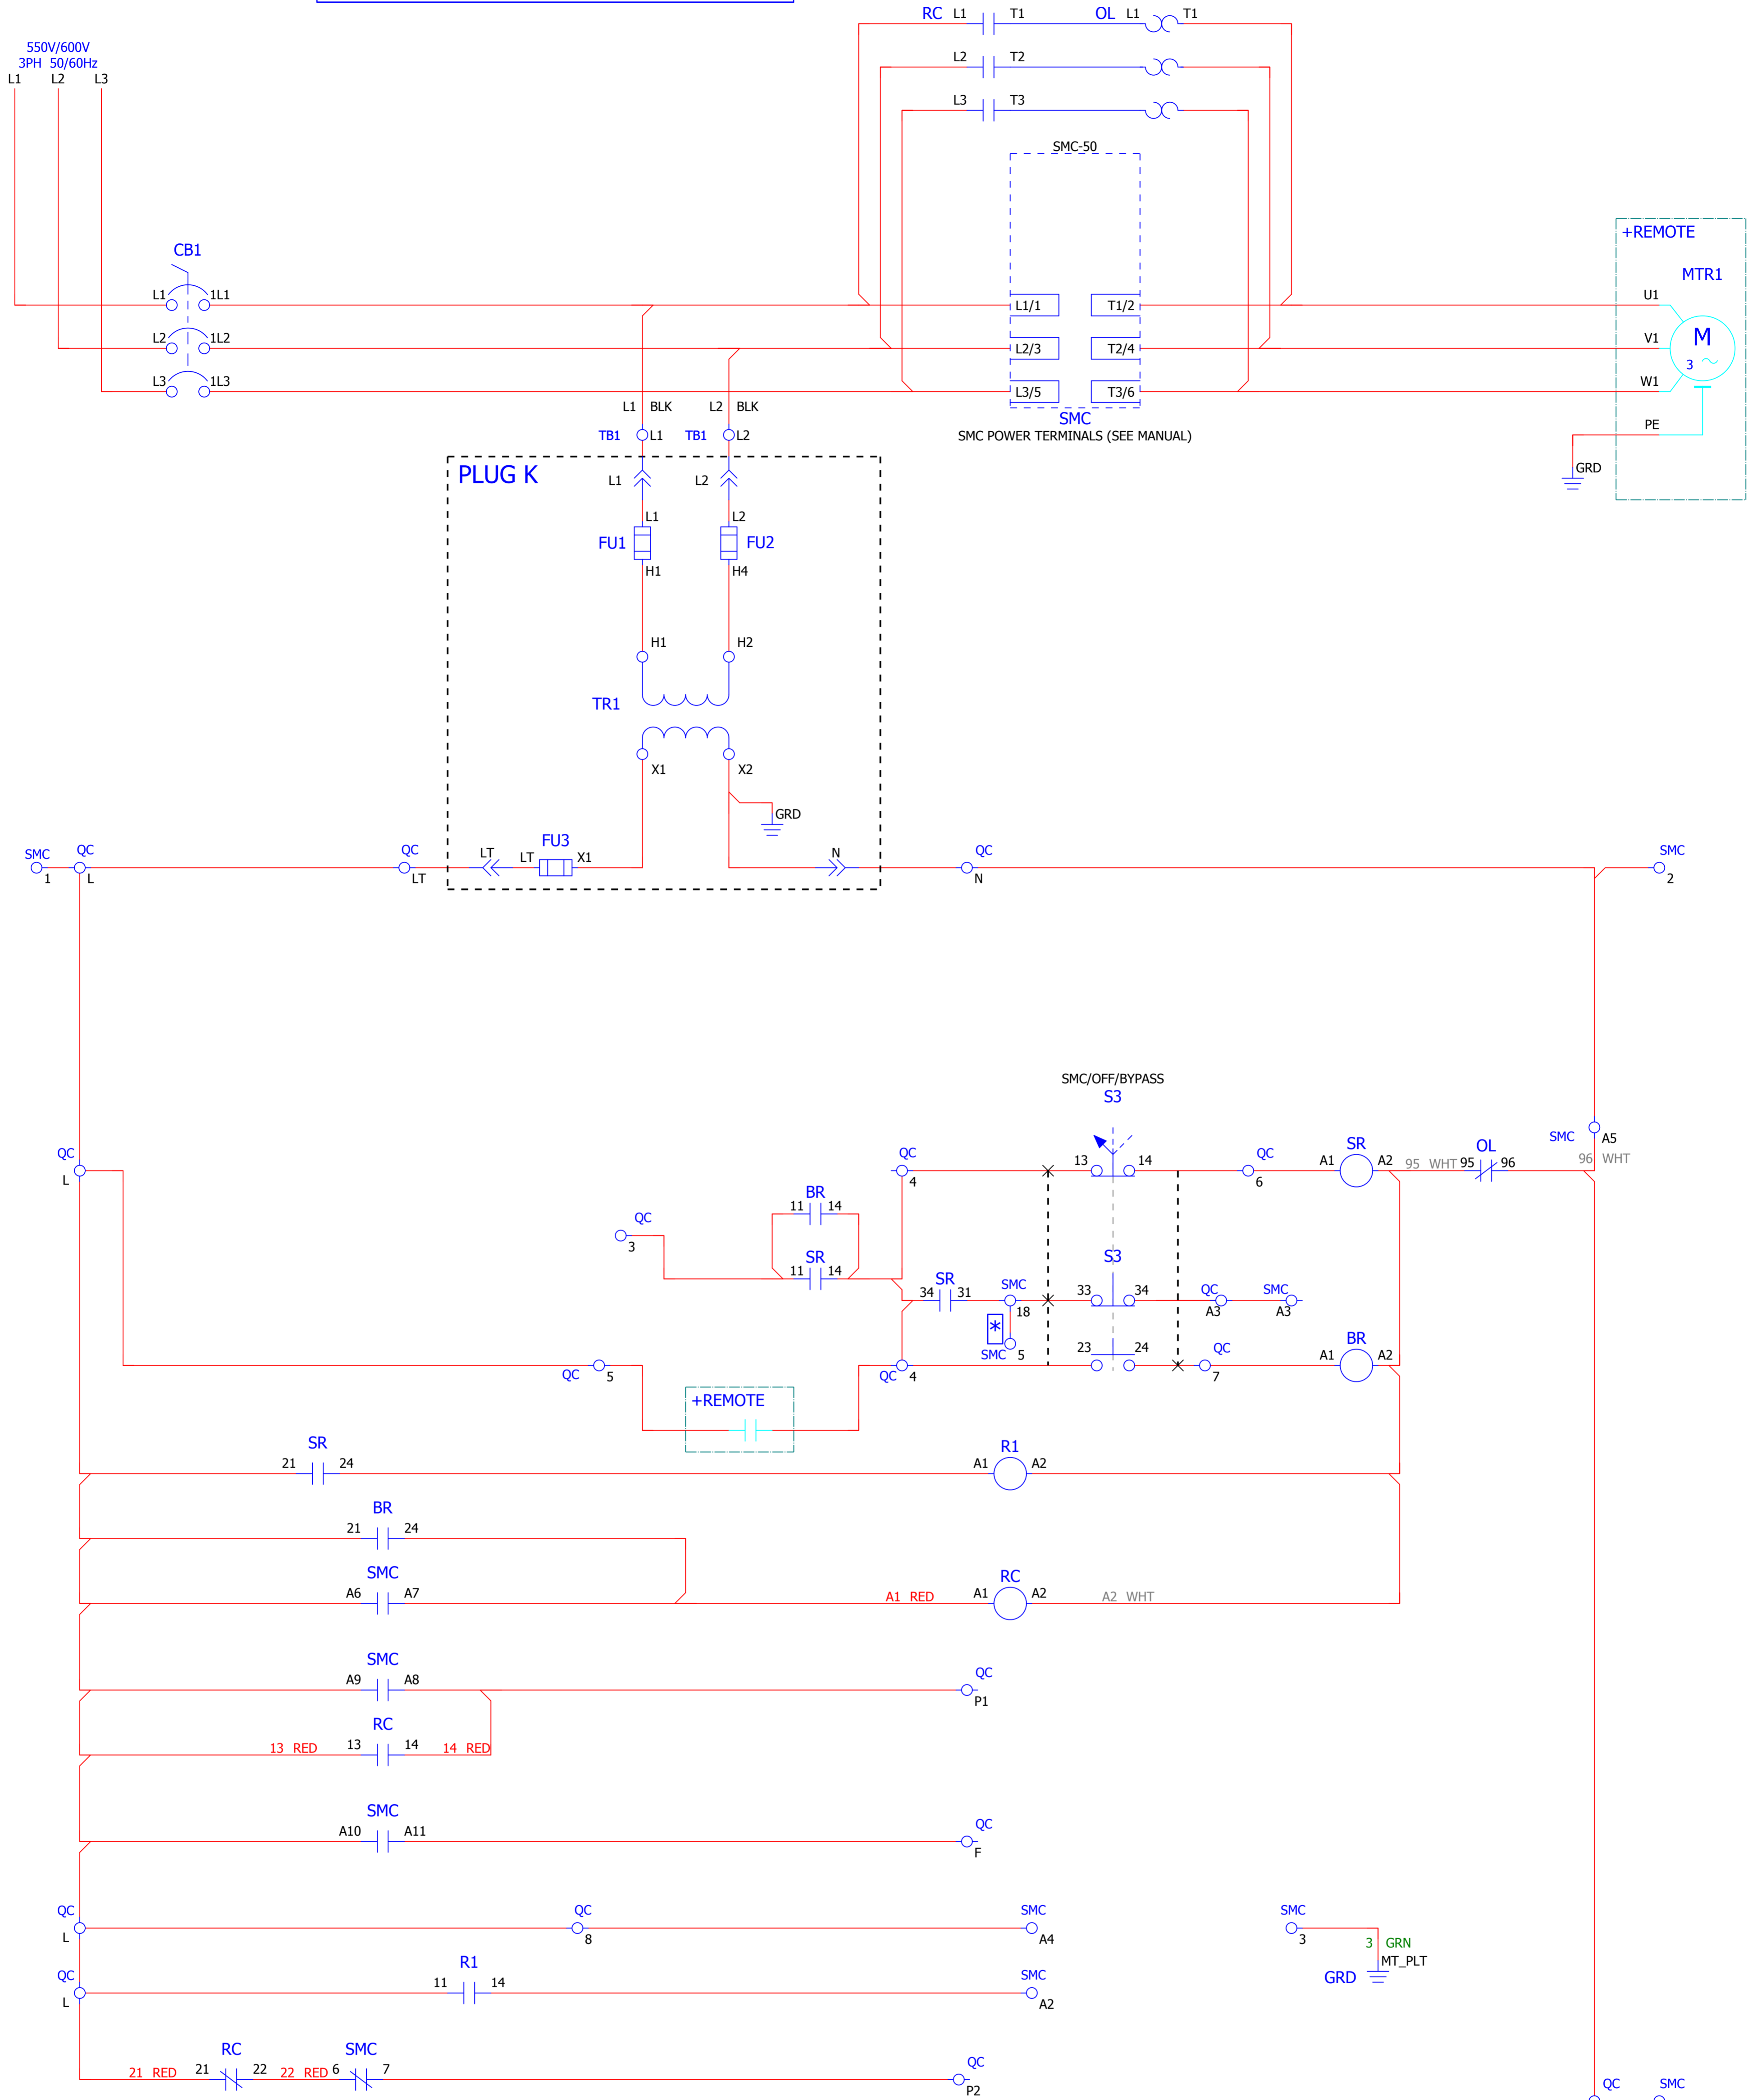 RC L1 T1 OL L1 T1
550V/600V
3PH 50/60Hz
L1 L2 L3
L2 T2
L3 T3
SMC-50
+REMOTE
CB1
MTR1
L1 1L1 L1/1 T1/2 U1
L2 1L2 L2/3 T2/4 V1 M
3
L3 1L3 L3/5 T3/6 W1
L1 BLK L2 BLK
SMC
TB1 L1 TB1 L2 SMC POWER TERMINALS (SEE MANUAL) PE
PLUG K
L1 L2 GRD
L1 L2
FU1 FU2
H1 H4
H1 H2
TR1
X1 X2
GRD
SMC QC QC FU3 QC SMC
LT LT X1 N
1 L LT N 2
SMC/OFF/BYPASS
S3
QC QC 13 14 QC SR OL SMC A5
L 4 6 A1 A2 95 WHT 95 96 96 WHT
BR
11 14
QC
3
SR S3
11 14
SR SMC QC SMC
34 31 18 33 34 A3 A3
*
SMC 5 23 24 QC BR
A1 A2
QC 5 QC 4 7
+REMOTE
SR R1
21 24 A1 A2
BR
21 24
SMC RC
A6 A7 A1 RED A1 A2 A2 WHT
SMC QC
A9 A8 P1
RC
13 RED 13 14 14 RED
SMC QC
A10 A11 F
QC QC SMC SMC
L 8 A4 3
3 GRN
MT_PLT
GRD
QC R1 SMC
L 11 14 A2
RC SMC QC
21 RED 21 22 22 RED 6 7 P2
QC SMC